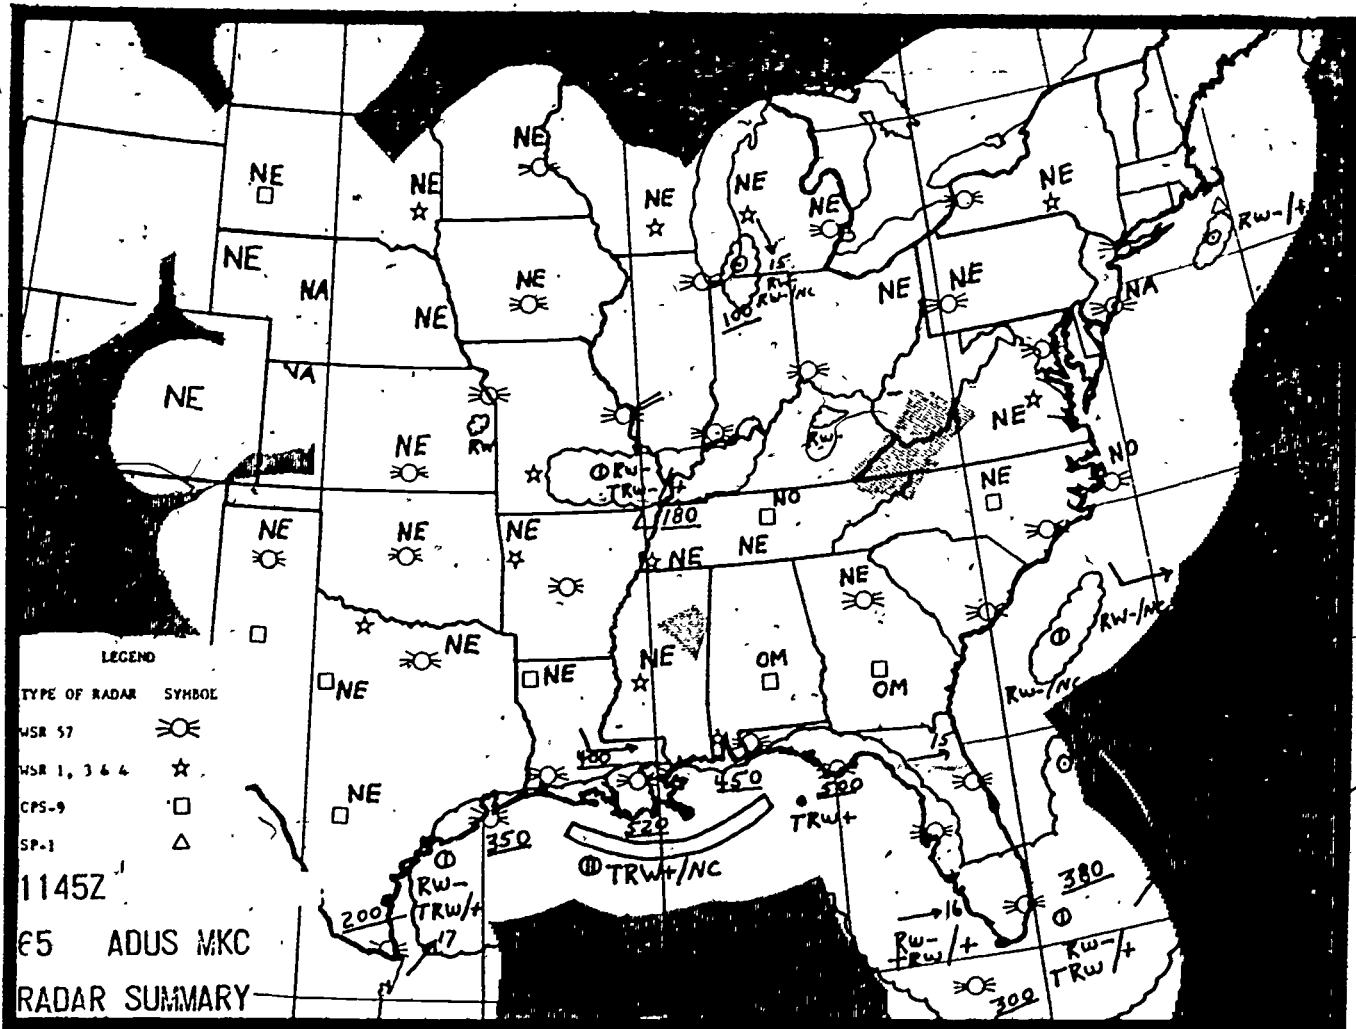 NE
NE
NE
NE
NE
NE
NE
RW-/+
NE
NA
NE
NE
15
RW-
RW-/NC
100
NE
NE
NA
NE
NE
RW
NE
RW-
TRW-/+
RW-
NE
NO
NE
NE
NE
180
NO
NE
NE
NE
NE
RW-/NC
NE
NE
NE
NE
OM
OM
RW-/NC
LEGEND
TYPE OF RADAR SYMBOL
WSR 57
WSR 1, 3 & 4
CPS-9
SP-1
1145Z
65 ADUS MKC
RADAR SUMMARY
NE
400
15
450
500
350
520
TRW+
TRW+/NC
RW-
TRW/+
200
17
380
16
RW-/+
TRW
RW-/+
TRW
300